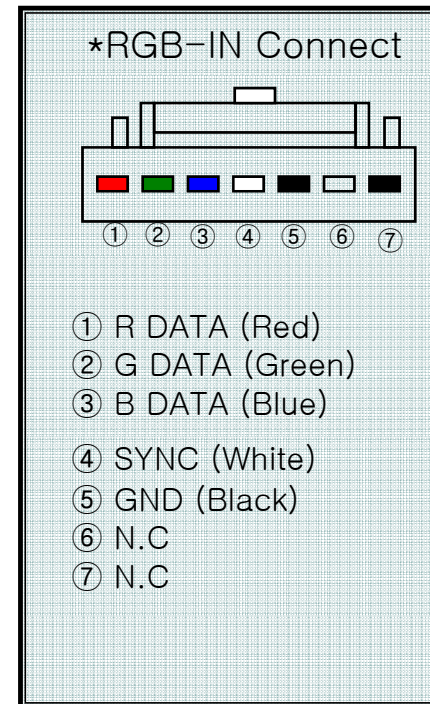 *RGB-IN Connect
① ② ③ ④ ⑤ ⑥ ⑦
① R DATA (Red)
② G DATA (Green)
③ B DATA (Blue)
④ SYNC (White)
⑤ GND (Black)
⑥ N.C
⑦ N.C